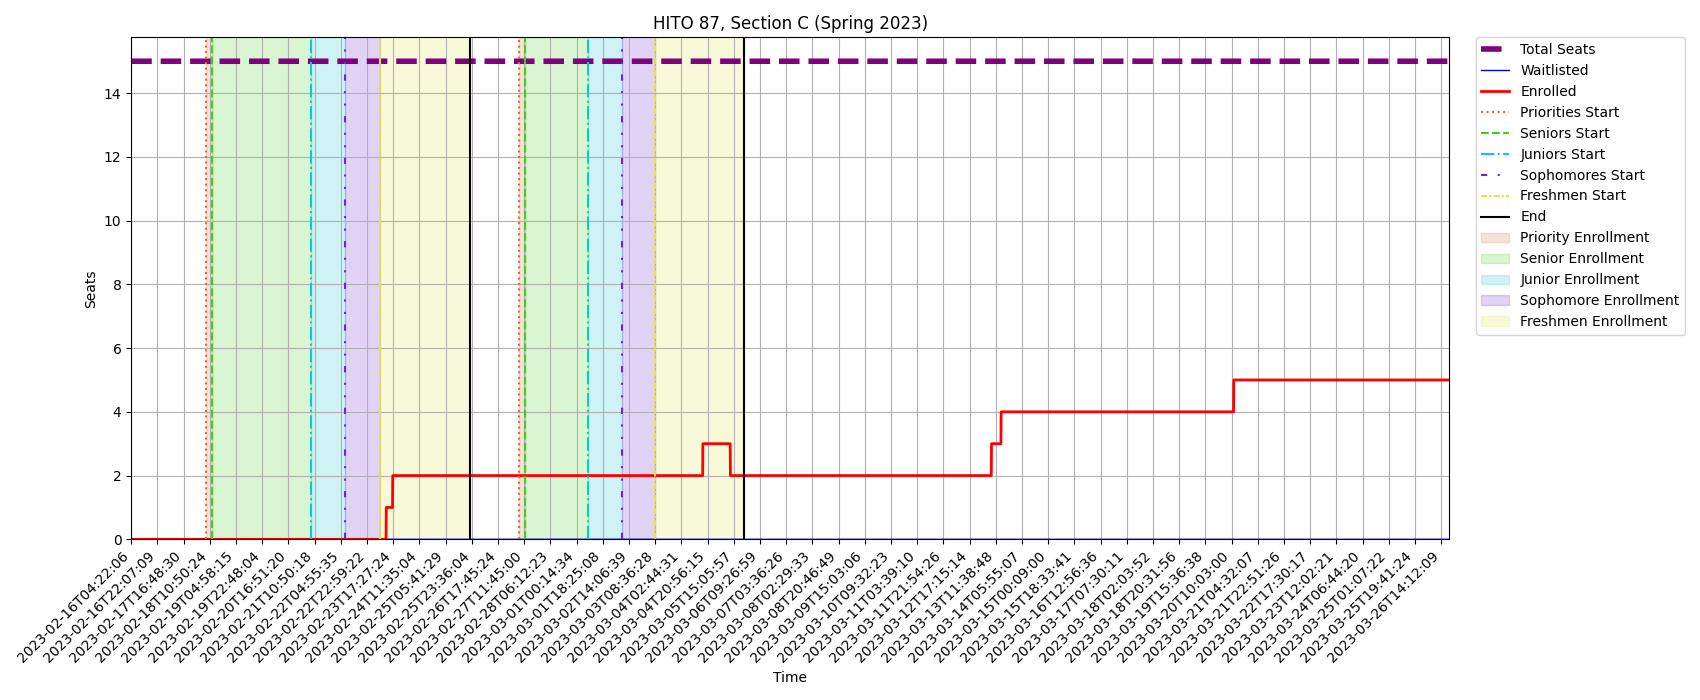 HITO 87, Section C (Spring 2023)
Seats
14
12
10
8
6
4
2
0
2023-02-16T04:22:06
2023-02-16T22:07:09
2023-02-17T16:48:30
2023-02-18T10:50:24
2023-02-19T04:58:15
2023-02-19T22:48:04
2023-02-20T16:51:20
2023-02-21T10:50:18
2023-02-22T04:55:35
2023-02-22T22:59:22
2023-02-23T17:27:24
2023-02-24T11:35:04
2023-02-25T05:41:29
2023-02-25T23:36:04
2023-02-26T17:45:24
2023-02-27T11:45:00
2023-02-28T06:12:23
2023-03-01T00:14:34
2023-03-01T18:25:08
2023-03-02T14:06:39
2023-03-03T08:36:28
2023-03-04T02:44:31
2023-03-04T20:56:15
2023-03-05T15:05:57
2023-03-06T09:26:59
2023-03-07T03:36:26
2023-03-08T02:29:33
2023-03-08T20:46:49
2023-03-09T15:03:06
2023-03-10T09:32:23
2023-03-11T03:39:10
2023-03-11T21:54:26
2023-03-12T17:15:14
2023-03-13T11:38:48
2023-03-14T05:55:07
2023-03-15T00:09:00
2023-03-15T18:33:41
2023-03-16T12:56:36
2023-03-17T07:30:11
2023-03-18T02:03:52
2023-03-18T20:31:56
2023-03-19T15:36:38
2023-03-20T10:03:00
2023-03-21T04:32:07
2023-03-21T22:51:26
2023-03-22T17:30:17
2023-03-23T12:02:21
2023-03-24T06:44:20
2023-03-25T01:07:22
2023-03-25T19:41:24
2023-03-26T14:12:09
Time
Total Seats
Waitlisted
Enrolled
Priorities Start
Seniors Start
Juniors Start
Sophomores Start
Freshmen Start
End
Priority Enrollment
Senior Enrollment
Junior Enrollment
Sophomore Enrollment
Freshmen Enrollment